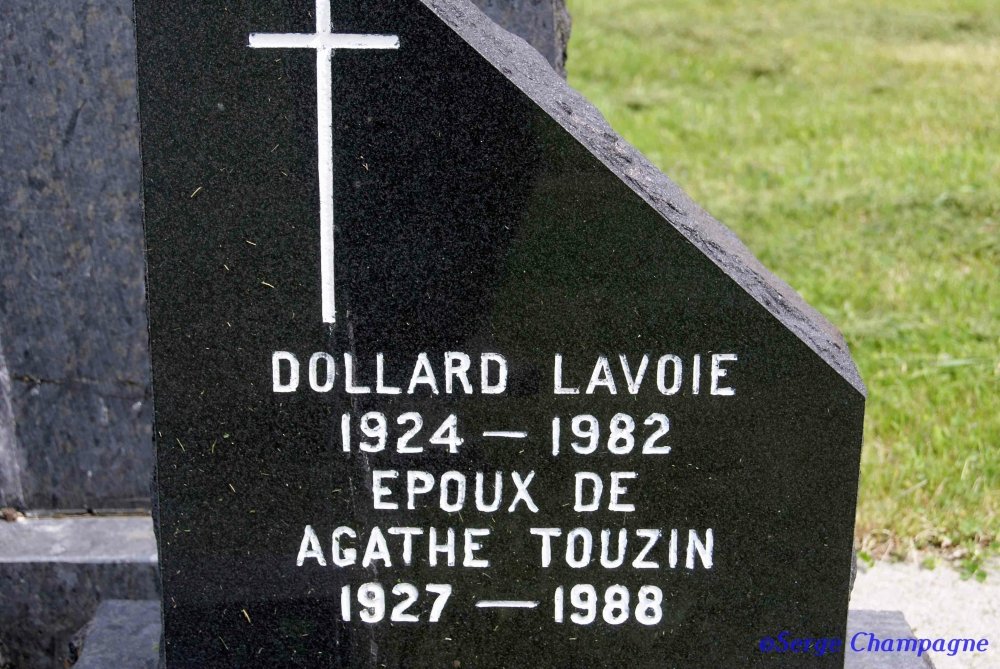 DOLLARD LAVOIE
1924 — 1982
EPOUX DE
AGATHE TOUZIN
1927 — 1988
©Serge Champagne